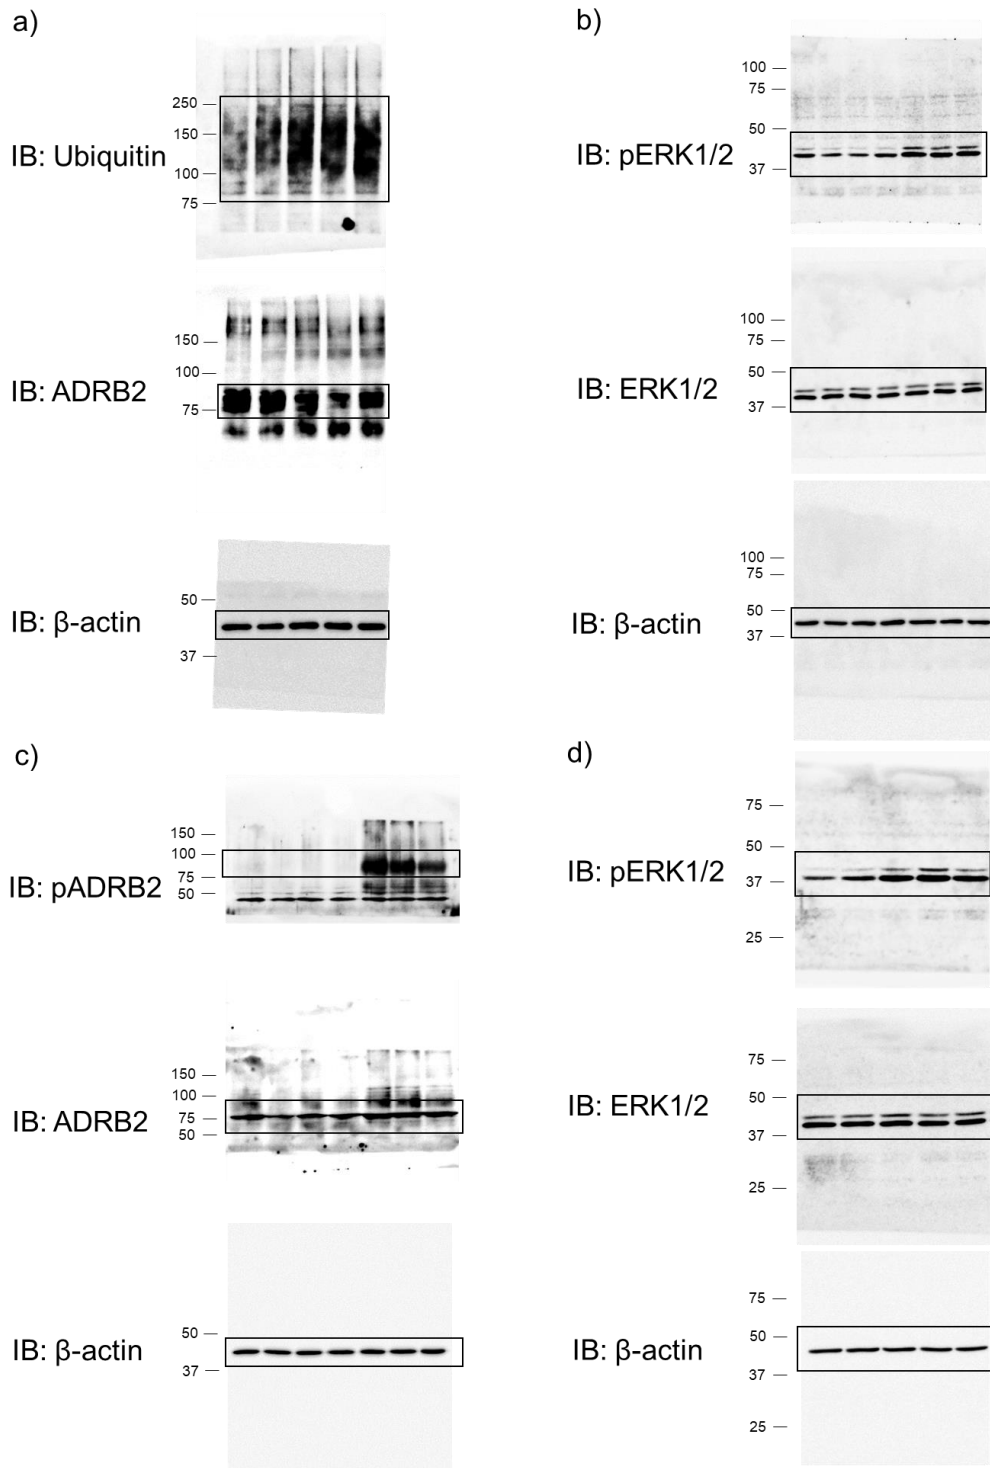 a)
250
150
IB: Ubiquitin
100
75
150
100
IB: ADRB2
75
50
IB: β-actin
37
b)
100
75
50
IB: pERK1/2
37
100
75
50
IB: ERK1/2
37
100
75
50
IB: β-actin
37
c)
150
100
IB: pADRB2
75
50
150
100
IB: ADRB2
75
50
50
IB: β-actin
37
d)
75
50
IB: pERK1/2
37
25
75
50
IB: ERK1/2
37
25
75
50
IB: β-actin
37
25